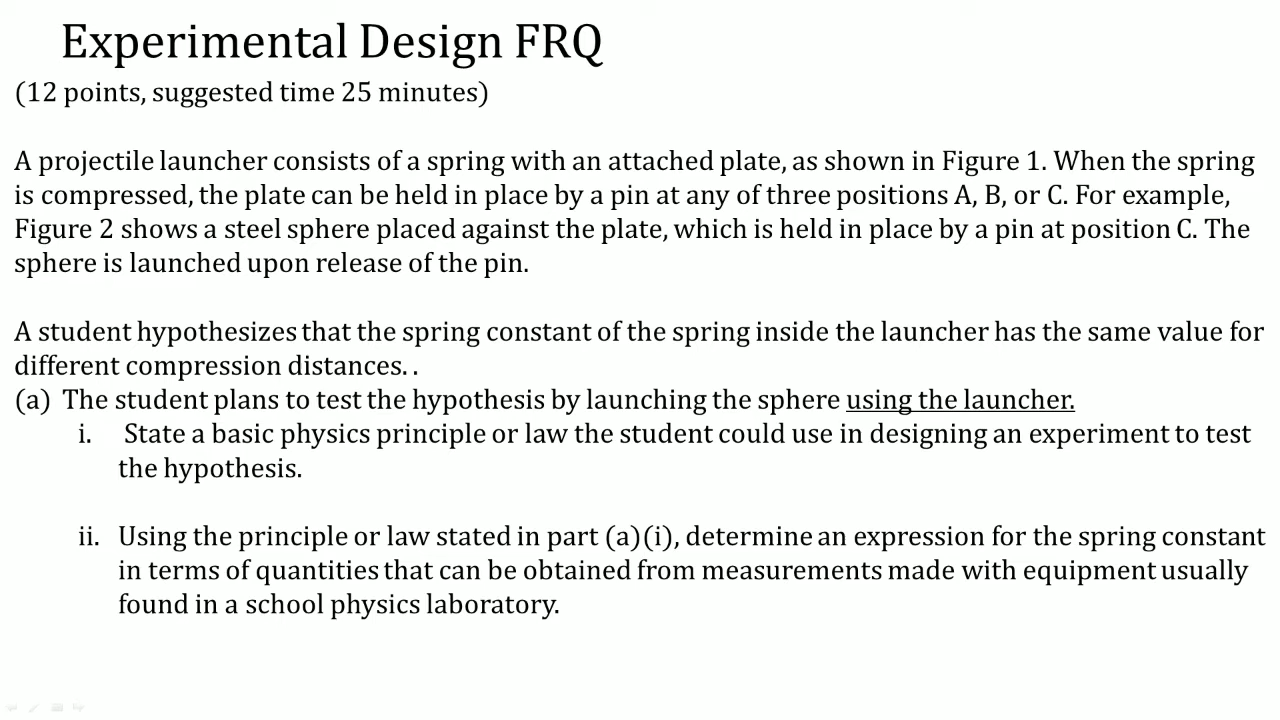 Experimental Design FRQ
(12 points, suggested time 25 minutes)
A projectile launcher consists of a spring with an attached plate, as shown in Figure 1. When the spring
is compressed, the plate can be held in place by a pin at any of three positions A, B, or C. For example,
Figure 2 shows a steel sphere placed against the plate, which is held in place by a pin at position C. The
sphere is launched upon release of the pin.
A student hypothesizes that the spring constant of the spring inside the launcher has the same value for
different compression distances. .
(a) The student plans to test the hypothesis by launching the sphere using the launcher.
i. State a basic physics principle or law the student could use in designing an experiment to test
the hypothesis.
ii. Using the principle or law stated in part (a)(i), determine an expression for the spring constant
in terms of quantities that can be obtained from measurements made with equipment usually
found in a school physics laboratory.